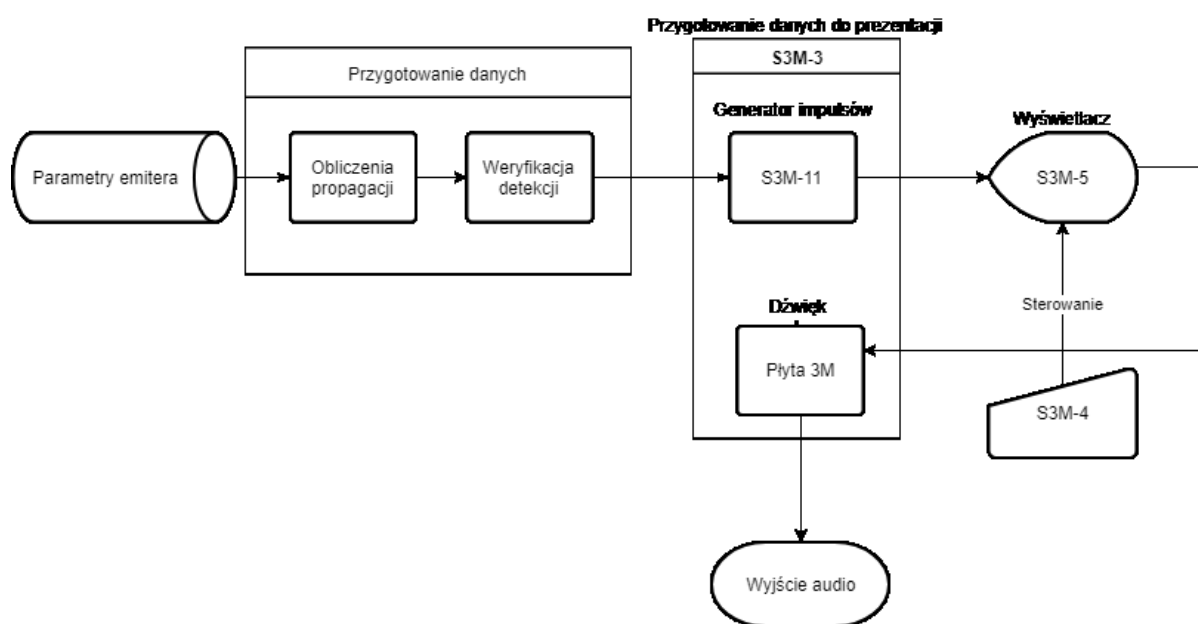 Przygotowanie danych do prezentacji
Przygotowanie danych
S3M-3
Generator impulsów
Wyświetlacz
Parametry emitera
Obliczenia
propagacji
Weryfikacja
detekcji
S3M-11
S3M-5
Sterowanie
Dźwięk
Płyta 3M
S3M-4
Wyjście audio